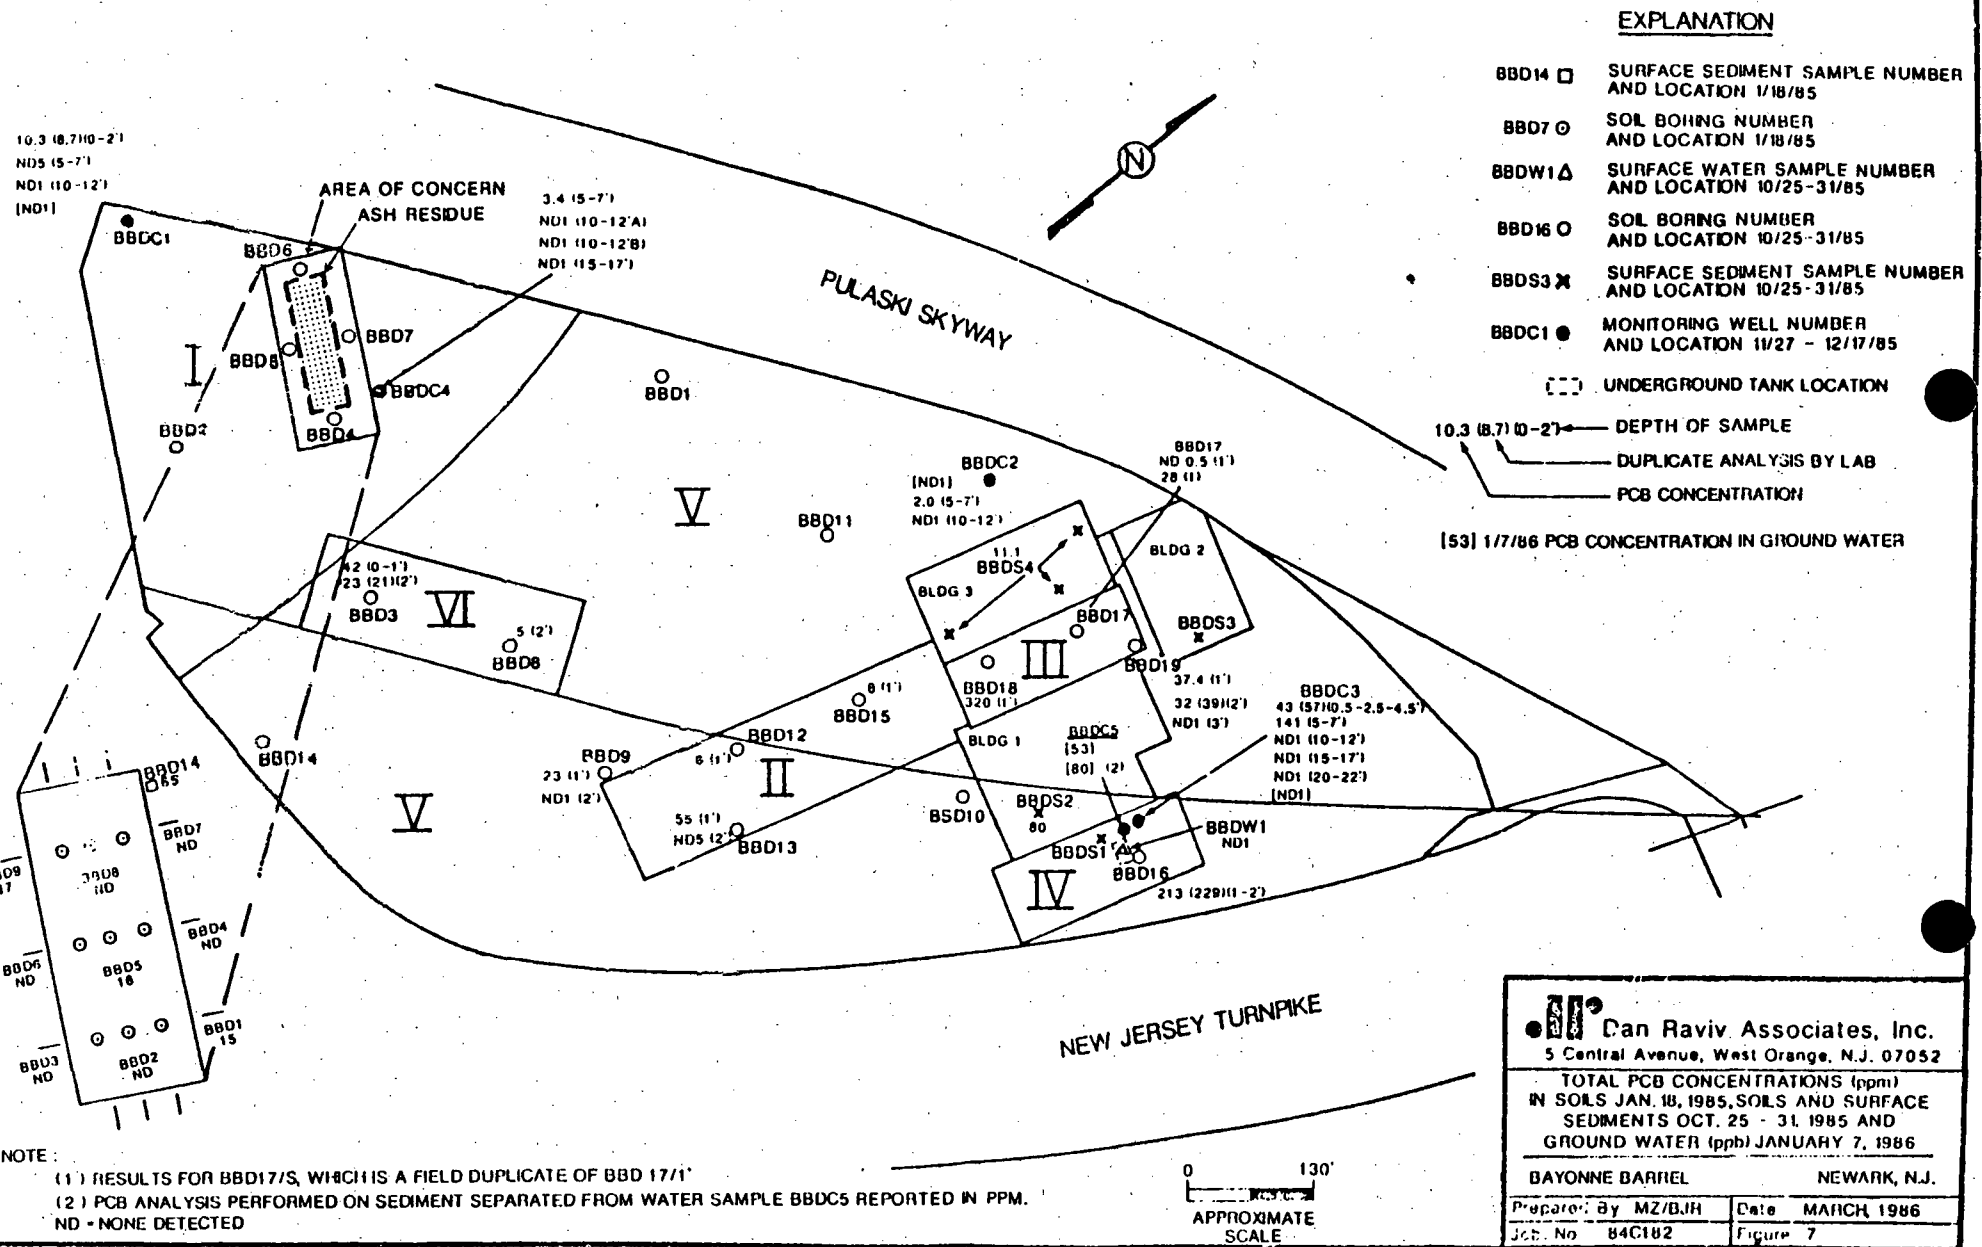 EXPLANATION
BBD14 SURFACE SEDIMENT SAMPLE NUMBER
AND LOCATION 1/18/85
BBD7 SOIL BORING NUMBER
AND LOCATION 1/18/85
BBDW1 SURFACE WATER SAMPLE NUMBER
AND LOCATION 10/25-31/85
BBD16 SOIL BORING NUMBER
AND LOCATION 10/25-31/85
BBDS3 SURFACE SEDIMENT SAMPLE NUMBER
AND LOCATION 10/25-31/85
BBDC1 MONITORING WELL NUMBER
AND LOCATION 11/27 - 12/17/85
UNDERGROUND TANK LOCATION
10.3 (8.7) (0-2') DEPTH OF SAMPLE
DUPLICATE ANALYSIS BY LAB
PCB CONCENTRATION
[53] 1/7/86 PCB CONCENTRATION IN GROUND WATER
N
PULASKI SKYWAY
10.3 (8.7)(0-2')
ND5 (5-7')
ND1 (10-12')
[ND1]
BBDC1
AREA OF CONCERN
ASH RESIDUE
3.4 (5-7')
ND1 (10-12'A)
ND1 (10-12'B)
ND1 (15-17')
BBD6
BBD7
BBD5
BBDC4
BBD4
I
BBD2
BBD1
V
BBD11
BBDC2
[ND1]
2.0 (5-7')
ND1 (10-12')
BBD17
ND 0.5 (1')
28 (1)
11.1
BBDS4
BLDG 3
BLDG 2
BBD17
BBDS3
III
BBD19
BBD18
320 (1')
37.4 (1')
32 (39)(2')
ND1 (3')
42 (0-1')
23 (21)(2')
BBD3
VI
5 (2')
BBD8
8 (1')
BBD15
BBD12
6 (1')
BBD9
23 (1')
ND1 (2')
II
55 (1')
ND5 (2')
BBD13
BLDG 1
BBDC5
[53]
[80] (2)
BBDC3
43 (57)(0.5-2.5-4.5')
141 (5-7')
ND1 (10-12')
ND1 (15-17')
ND1 (20-22')
[ND1]
BSD10
BBDS2
80
BBDS1
BBDW1
ND1
BBD16
213 (229)(1-2')
IV
BBD14
V
BBD14
65
BBD7
ND
BBD8
ND
BBD4
ND
BBD6
ND
BBD5
16
BBD1
15
BBD3
ND
BBD2
ND
NEW JERSEY TURNPIKE
NOTE :
(1) RESULTS FOR BBD17/S, WHICH IS A FIELD DUPLICATE OF BBD 17/1'
(2) PCB ANALYSIS PERFORMED ON SEDIMENT SEPARATED FROM WATER SAMPLE BBDC5 REPORTED IN PPM.
ND - NONE DETECTED
0 130'
APPROXIMATE
SCALE
Dan Raviv Associates, Inc.
5 Central Avenue, West Orange, N.J. 07052
TOTAL PCB CONCENTRATIONS (ppm)
IN SOILS JAN. 18, 1985, SOILS AND SURFACE
SEDIMENTS OCT. 25 - 31, 1985 AND
GROUND WATER (ppb) JANUARY 7, 1986
BAYONNE BARREL NEWARK, N.J.
Prepared By MZ/BJH Date MARCH, 1986
Job. No 84C182 Figure 7